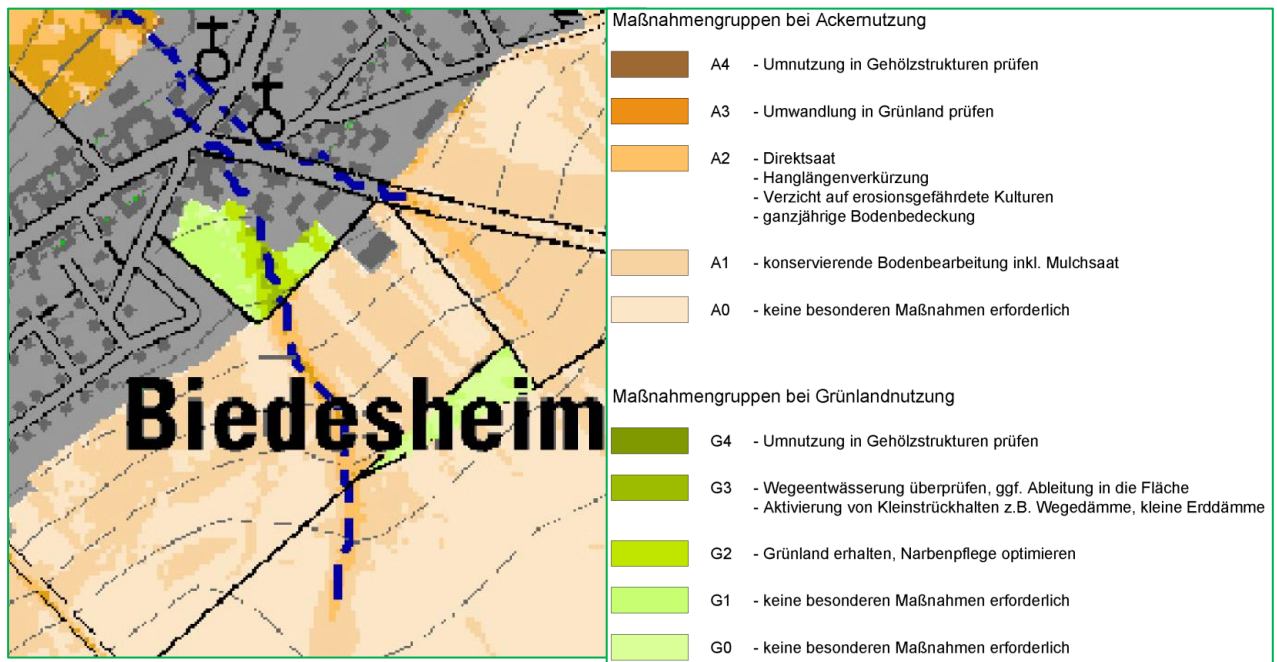 Biedesheim
Maßnahmengruppen bei Ackernutzung
A4 - Umnutzung in Gehölzstrukturen prüfen
A3 - Umwandlung in Grünland prüfen
A2 - Direktsaat
- Hanglängenverkürzung
- Verzicht auf erosionsgefährdete Kulturen
- ganzjährige Bodenbedeckung
A1 - konservierende Bodenbearbeitung inkl. Mulchsaat
A0 - keine besonderen Maßnahmen erforderlich
Maßnahmengruppen bei Grünlandnutzung
G4 - Umnutzung in Gehölzstrukturen prüfen
G3 - Wegeentwässerung überprüfen, ggf. Ableitung in die Fläche
- Aktivierung von Kleinstrückhalten z.B. Wegedämme, kleine Erddämme
G2 - Grünland erhalten, Narbenpflege optimieren
G1 - keine besonderen Maßnahmen erforderlich
G0 - keine besonderen Maßnahmen erforderlich